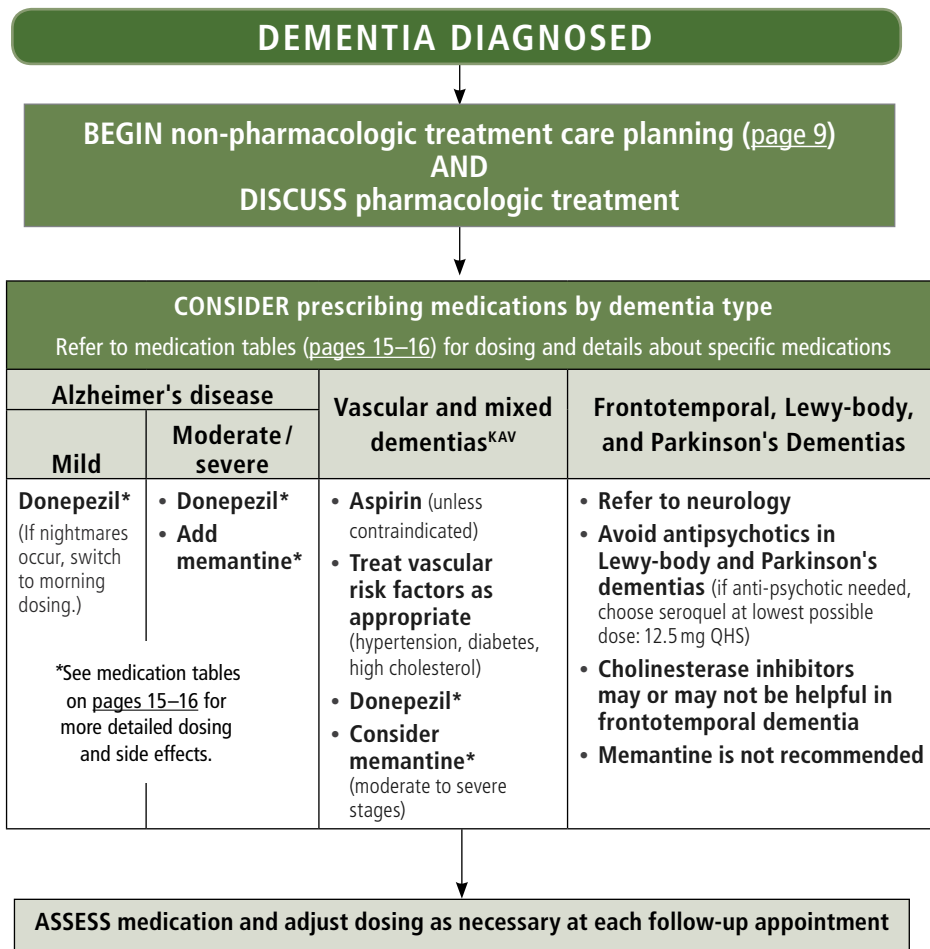 DEMENTIA DIAGNOSED
BEGIN non-pharmacologic treatment care planning (page 9)
AND
DISCUSS pharmacologic treatment
CONSIDER prescribing medications by dementia type
Refer to medication tables (pages 15–16) for dosing and details about specific medications
Alzheimer's disease
Mild
Moderate/
severe
Vascular and mixed
dementiasKAV
Frontotemporal, Lewy-body,
and Parkinson's Dementias
Donepezil*
(If nightmares
occur, switch
to morning
dosing.)
• Donepezil*
• Add
memantine*
*See medication tables
on pages 15–16 for
more detailed dosing
and side effects.
• Aspirin (unless
contraindicated)
• Treat vascular
risk factors as
appropriate
(hypertension, diabetes,
high cholesterol)
• Donepezil*
• Consider
memantine*
(moderate to severe
stages)
• Refer to neurology
• Avoid antipsychotics in
Lewy-body and Parkinson's
dementias (if anti-psychotic needed,
choose seroquel at lowest possible
dose: 12.5 mg QHS)
• Cholinesterase inhibitors
may or may not be helpful in
frontotemporal dementia
• Memantine is not recommended
ASSESS medication and adjust dosing as necessary at each follow-up appointment